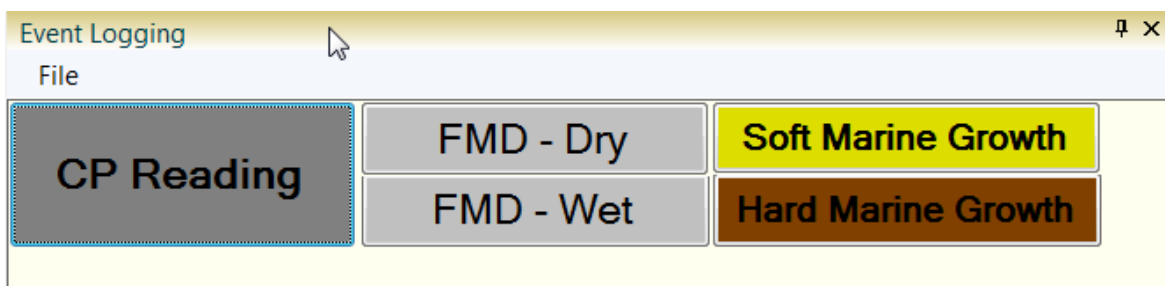 Event Logging
File
CP Reading
FMD - Dry
FMD - Wet
Soft Marine Growth
Hard Marine Growth